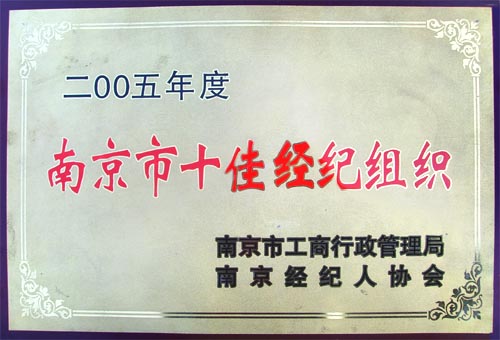 二00五年度
南京市十佳经纪组织
南京市工商行政管理局
南京经纪人协会